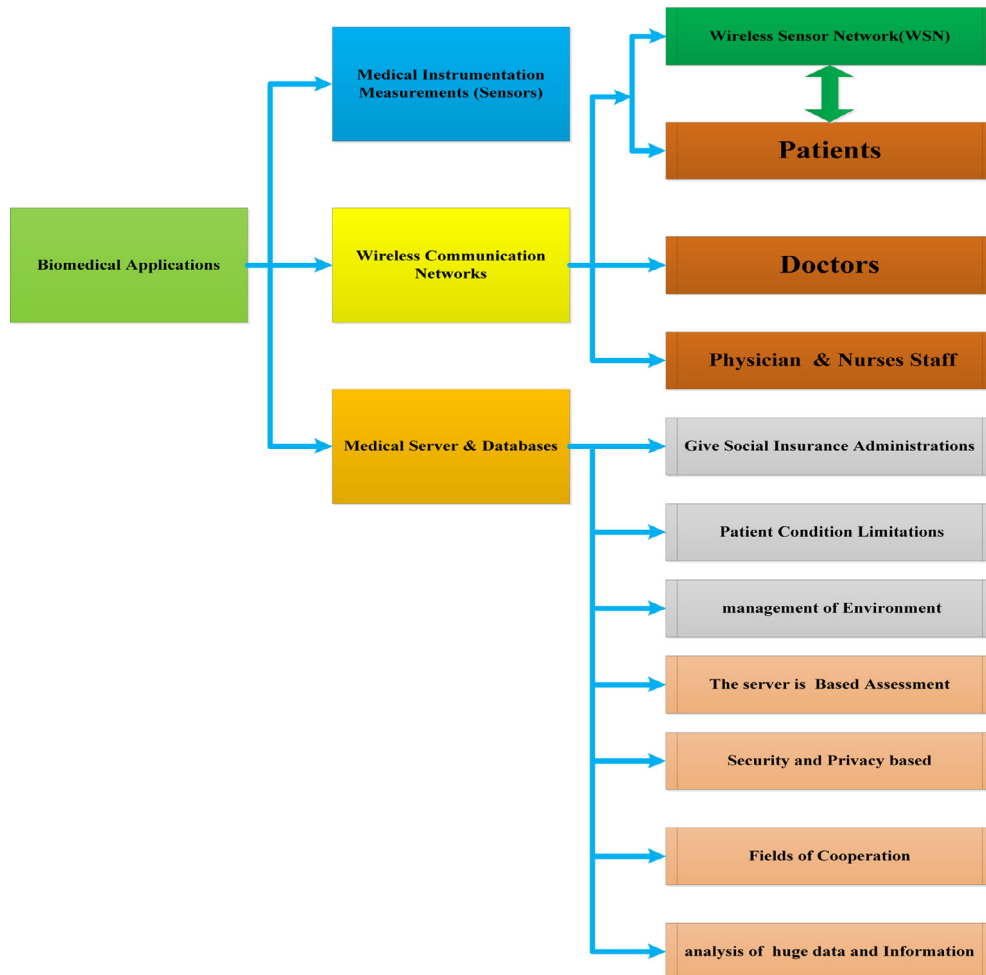 Wireless Sensor Network(WSN)
Medical Instrumentation
Measurements (Sensors)
Patients
Biomedical Applications
Wireless Communication
Networks
Doctors
Physician & Nurses Staff
Medical Server & Databases
Give Social Insurance Administrations
Patient Condition Limitations
management of Environment
The server is Based Assessment
Security and Privacy based
Fields of Cooperation
analysis of huge data and Information